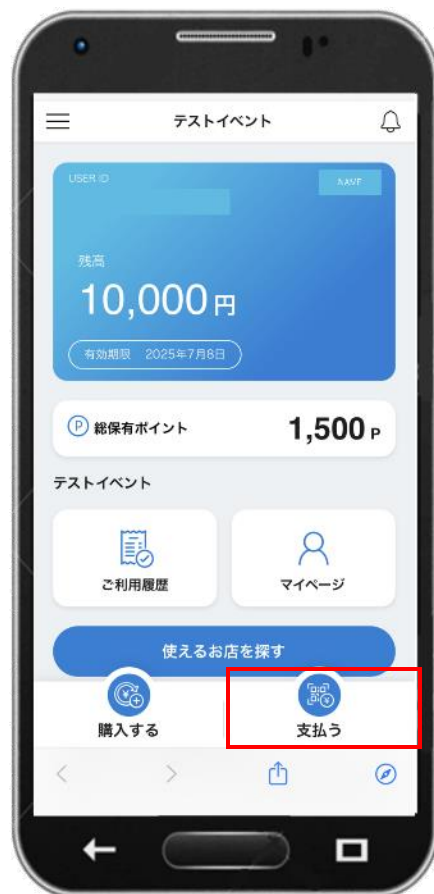 テストイベント
USER ID
残高
10,000円
有効期限 2025年7月8日
総保有ポイント 1,500 P
テストイベント
ご利用履歴
マイページ
使えるお店を探す
購入する
支払う